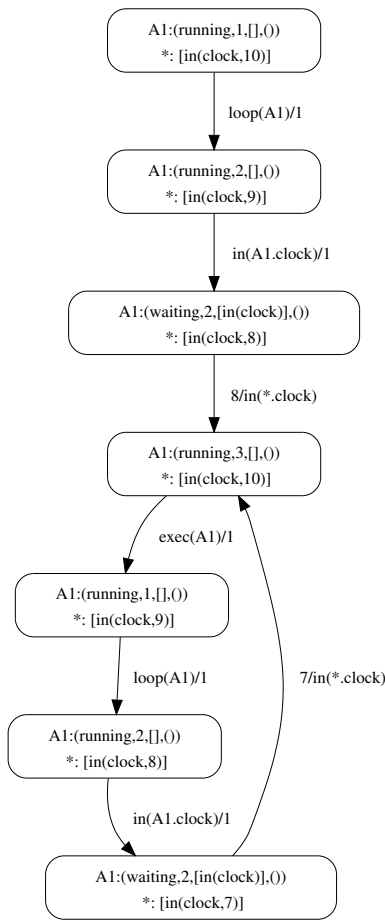 A1:(running,1,[],())
*: [in(clock,10)]
loop(A1)/1
A1:(running,2,[],())
*: [in(clock,9)]
in(A1.clock)/1
A1:(waiting,2,[in(clock)],())
*: [in(clock,8)]
8/in(*.clock)
A1:(running,3,[],())
*: [in(clock,10)]
exec(A1)/1
A1:(running,1,[],())
*: [in(clock,9)]
loop(A1)/1
7/in(*.clock)
A1:(running,2,[],())
*: [in(clock,8)]
in(A1.clock)/1
A1:(waiting,2,[in(clock)],())
*: [in(clock,7)]